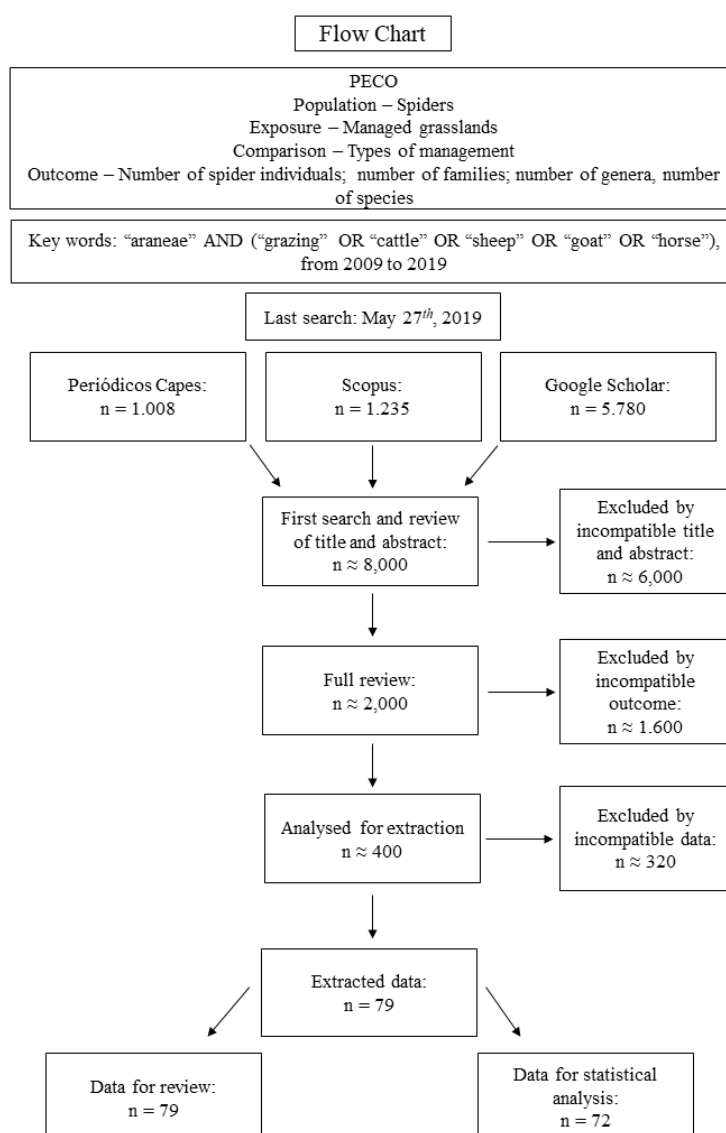 Flow Chart
PECO
Population – Spiders
Exposure – Managed grasslands
Comparison – Types of management
Outcome – Number of spider individuals; number of families; number of genera, number
of species
Key words: “araneae” AND (“grazing” OR “cattle” OR “sheep” OR “goat” OR “horse”),
from 2009 to 2019
Last search: May 27th, 2019
Periódicos Capes:
n = 1.008
Scopus:
n = 1.235
Google Scholar:
n = 5.780
First search and review
of title and abstract:
n ≈ 8,000
Excluded by
incompatible title
and abstract:
n ≈ 6,000
Full review:
n ≈ 2,000
Excluded by
incompatible
outcome:
n ≈ 1.600
Analysed for extraction
n ≈ 400
Excluded by
incompatible data:
n ≈ 320
Extracted data:
n = 79
Data for review:
n = 79
Data for statistical
analysis:
n = 72